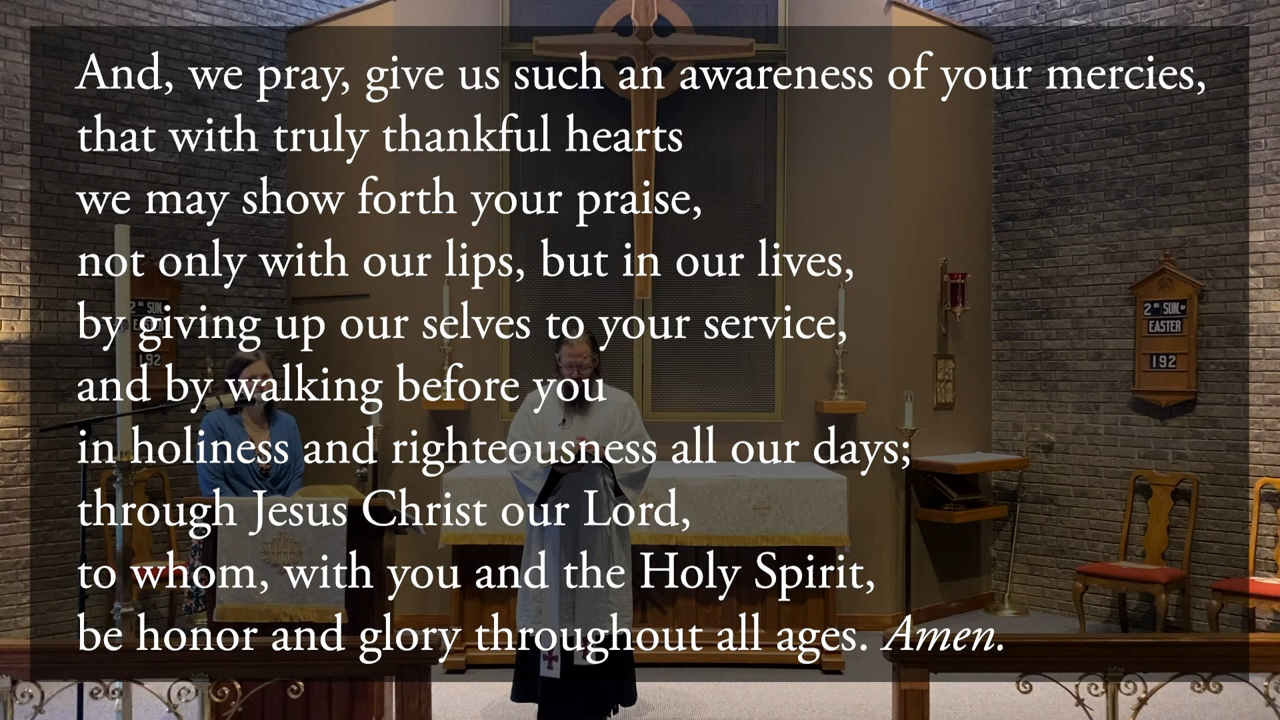 And, we pray, give us such an awareness of your mercies,
that with truly thankful hearts
we may show forth your praise,
not only with our lips, but in our lives,
by giving up our selves to your service,
and by walking before you
in holiness and righteousness all our days;
through Jesus Christ our Lord,
to whom, with you and the Holy Spirit,
be honor and glory throughout all ages. Amen.
2ND SUN.
EASTER
192
2ND SUN.
192